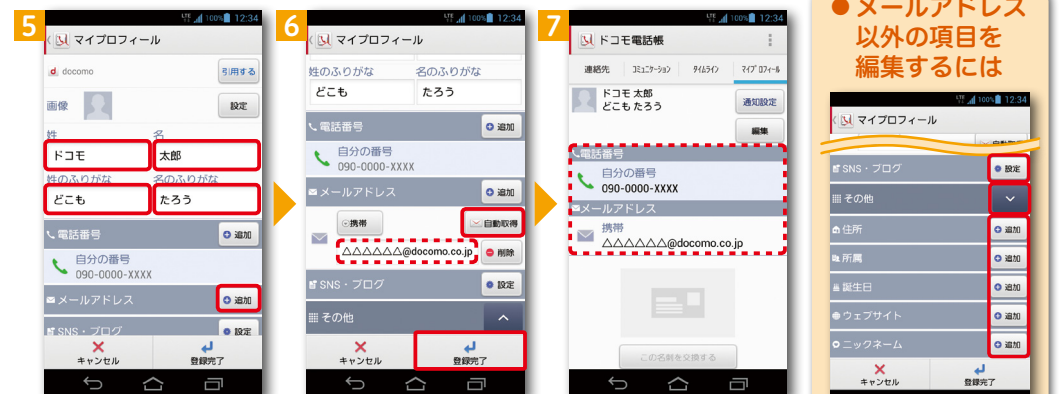 5
LTE 100% 12:34
マイプロフィール
docomo
引用する
画像
設定
姓 名
ドコモ 太郎
姓のふりがな 名のふりがな
どこも たろう
電話番号 追加
自分の番号
090-0000-XXXX
メールアドレス 追加
SNS・ブログ 設定
キャンセル 登録完了
6
LTE 100% 12:34
マイプロフィール
姓のふりがな 名のふりがな
どこも たろう
電話番号 追加
自分の番号
090-0000-XXXX
メールアドレス 追加
携帯 自動取得
△△△△△△@docomo.co.jp 削除
SNS・ブログ 設定
その他
キャンセル 登録完了
7
LTE 100% 12:34
ドコモ電話帳
連絡先 コミュニケーション タイムライン マイプロフィール
ドコモ 太郎
どこも たろう
通知設定
編集
電話番号
自分の番号
090-0000-XXXX
メールアドレス
携帯
△△△△△△@docomo.co.jp
この名刺を交換する
●メールアドレス
以外の項目を
編集するには
LTE 100% 12:34
マイプロフィール
自動取得
SNS・ブログ 設定
その他
住所 追加
所属 追加
誕生日 追加
ウェブサイト 追加
ニックネーム 追加
キャンセル 登録完了